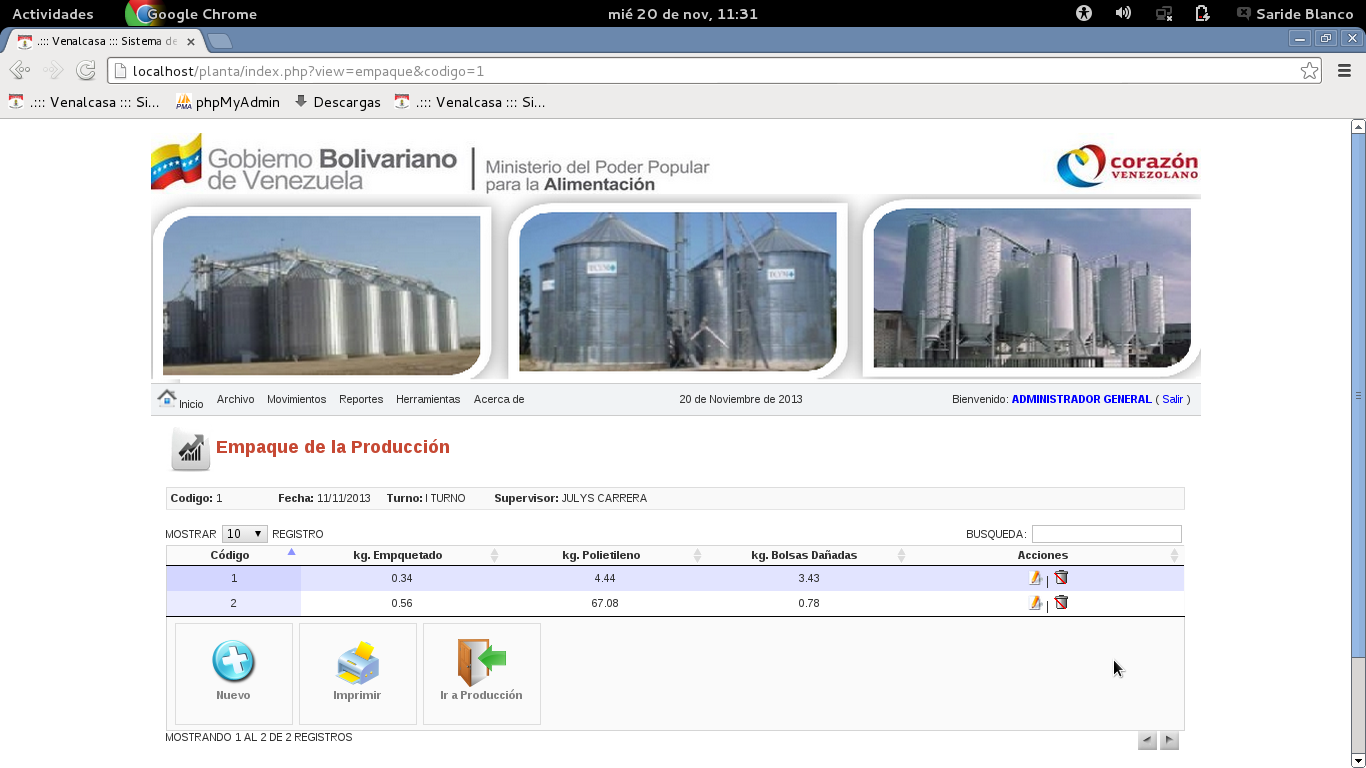 Actividades Google Chrome mié 20 de nov, 11:31 Saride Blanco
.::: Venalcasa ::: Sistema de
localhost/planta/index.php?view=empaque&codigo=1
.::: Venalcasa ::: Si... phpMyAdmin Descargas .::: Venalcasa ::: Si...
Gobierno Bolivariano
de Venezuela
Ministerio del Poder Popular
para la Alimentación
corazón
VENEZOLANO
Inicio Archivo Movimientos Reportes Herramientas Acerca de 20 de Noviembre de 2013 Bienvenido: ADMINISTRADOR GENERAL ( Salir )
Empaque de la Producción
Codigo: 1 Fecha: 11/11/2013 Turno: I TURNO Supervisor: JULYS CARRERA
MOSTRAR 10 REGISTRO BUSQUEDA:
Código kg. Empquetado kg. Polietileno kg. Bolsas Dañadas Acciones
1 0.34 4.44 3.43 |
2 0.56 67.08 0.78 |
Nuevo Imprimir Ir a Producción
MOSTRANDO 1 AL 2 DE 2 REGISTROS